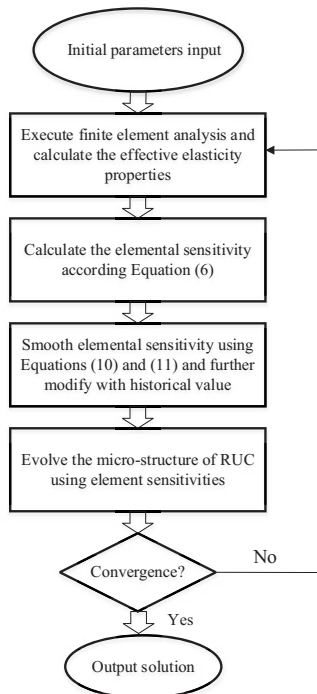 Initial parameters input
Execute finite element analysis and
calculate the effective elasticity
properties
Calculate the elemental sensitivity
according Equation (6)
Smooth elemental sensitivity using
Equations (10) and (11) and further
modify with historical value
Evolve the micro-structure of RUC
using element sensitivities
Convergence?
No
Yes
Output solution